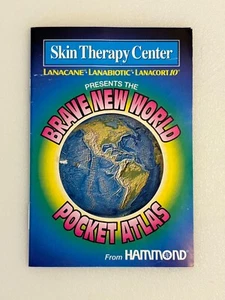 Skin Therapy Center
LANACANE · LANABIOTIC · LANACORT 10
PRESENTS THE
BRAVE NEW WORLD
POCKET ATLAS
From HAMMOND